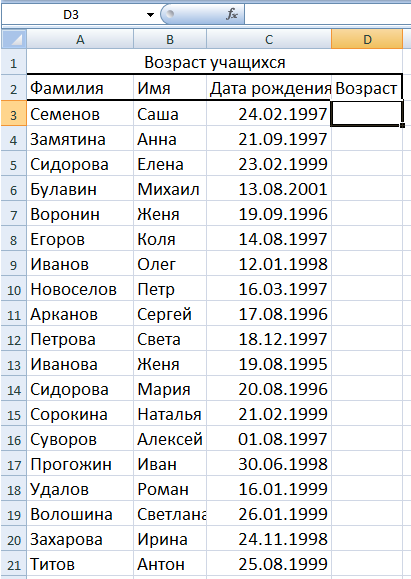 D3 fx
A B C D
1 Возраст учащихся
2 Фамилия Имя Дата рождения Возраст
3 Семенов Саша 24.02.1997
4 Замятина Анна 21.09.1997
5 Сидорова Елена 23.02.1999
6 Булавин Михаил 13.08.2001
7 Воронин Женя 19.09.1996
8 Егоров Коля 14.08.1997
9 Иванов Олег 12.01.1998
10 Новоселов Петр 16.03.1997
11 Арканов Сергей 17.08.1996
12 Петрова Света 18.12.1997
13 Иванова Женя 19.08.1995
14 Сидорова Мария 20.08.1996
15 Сорокина Наталья 21.02.1999
16 Суворов Алексей 01.08.1997
17 Прогожин Иван 30.06.1998
18 Удалов Роман 16.01.1999
19 Волошина Светлана 26.01.1999
20 Захарова Ирина 24.11.1998
21 Титов Антон 25.08.1999